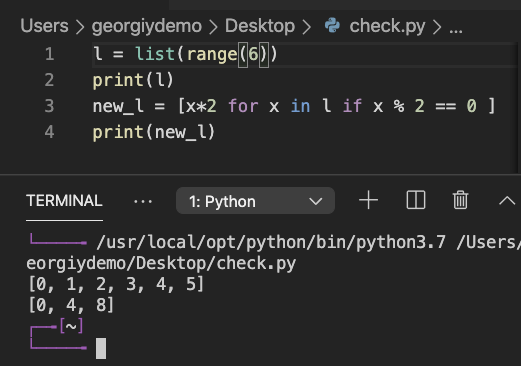 Users > georgiydemo > Desktop > check.py > ...
1 l = list(range(6))
2 print(l)
3 new_l = [x*2 for x in l if x % 2 == 0 ]
4 print(new_l)
TERMINAL ... 1: Python
/usr/local/opt/python/bin/python3.7 /Users/
eorgiydemo/Desktop/check.py
[0, 1, 2, 3, 4, 5]
[0, 4, 8]
[~]